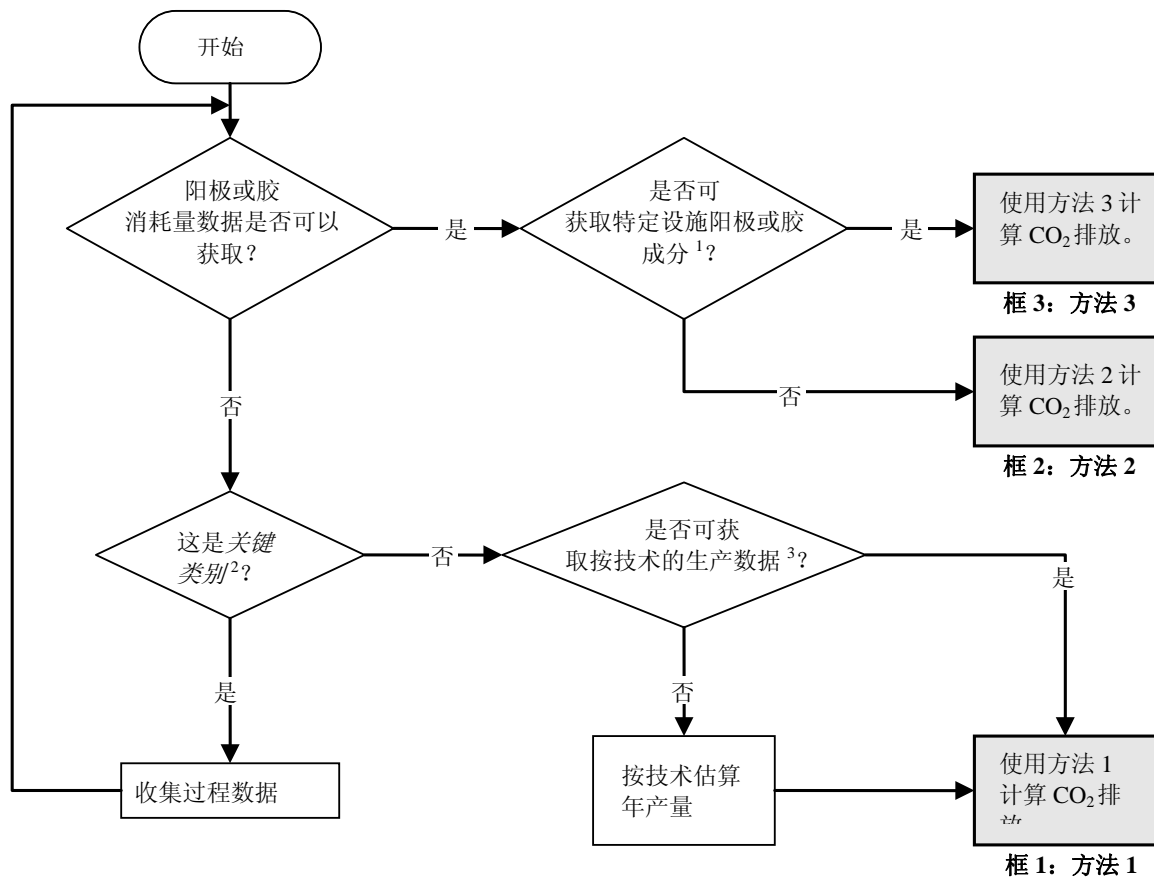 开始
阳极或胶
消耗量数据是否可以
获取？
是
是否可
获取特定设施阳极或胶
成分 ¹？
是
使用方法 3 计
算 CO₂ 排放。
框 3：方法 3
否
否
使用方法 2 计
算 CO₂ 排放。
框 2：方法 2
这是关键
类别²？
否
是否可获
取按技术的生产数据 ³？
是
是
否
收集过程数据
按技术估算
年产量
使用方法 1
计算 CO₂ 排
放
框 1：方法 1